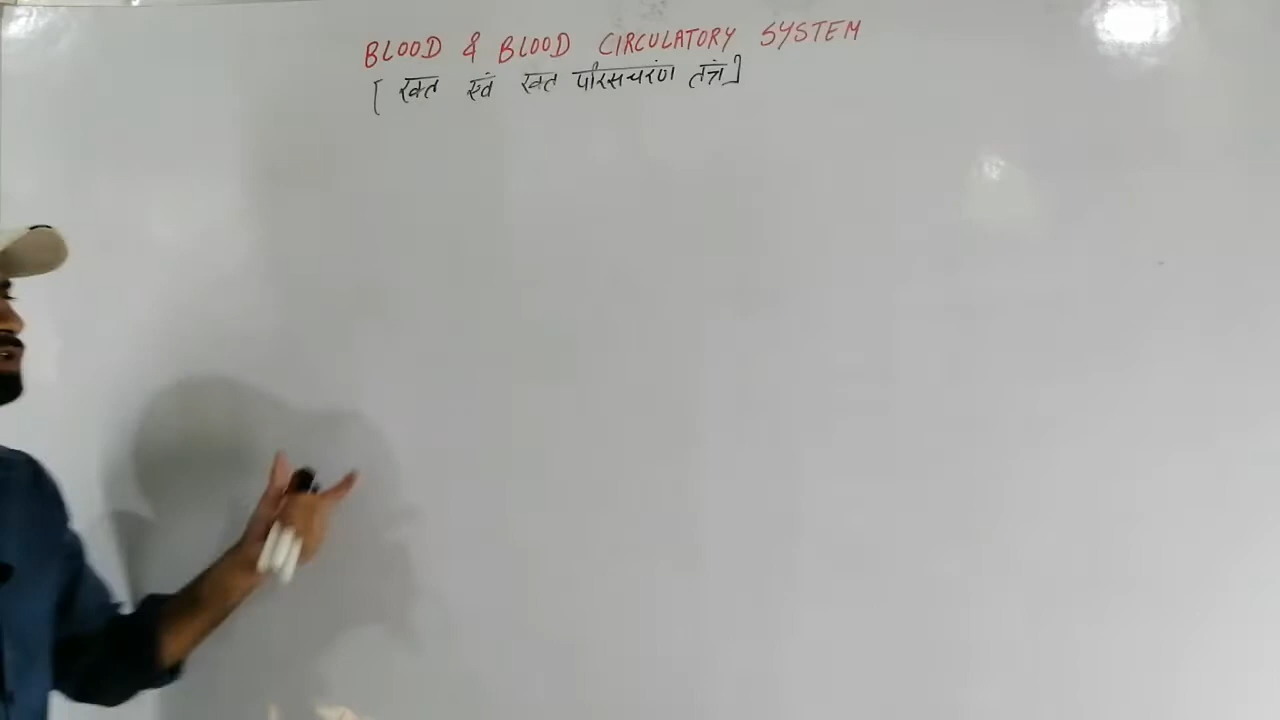 BLOOD & BLOOD CIRCULATORY SYSTEM
[ रक्त एवं रक्त परिसंचरण तंत्र ]